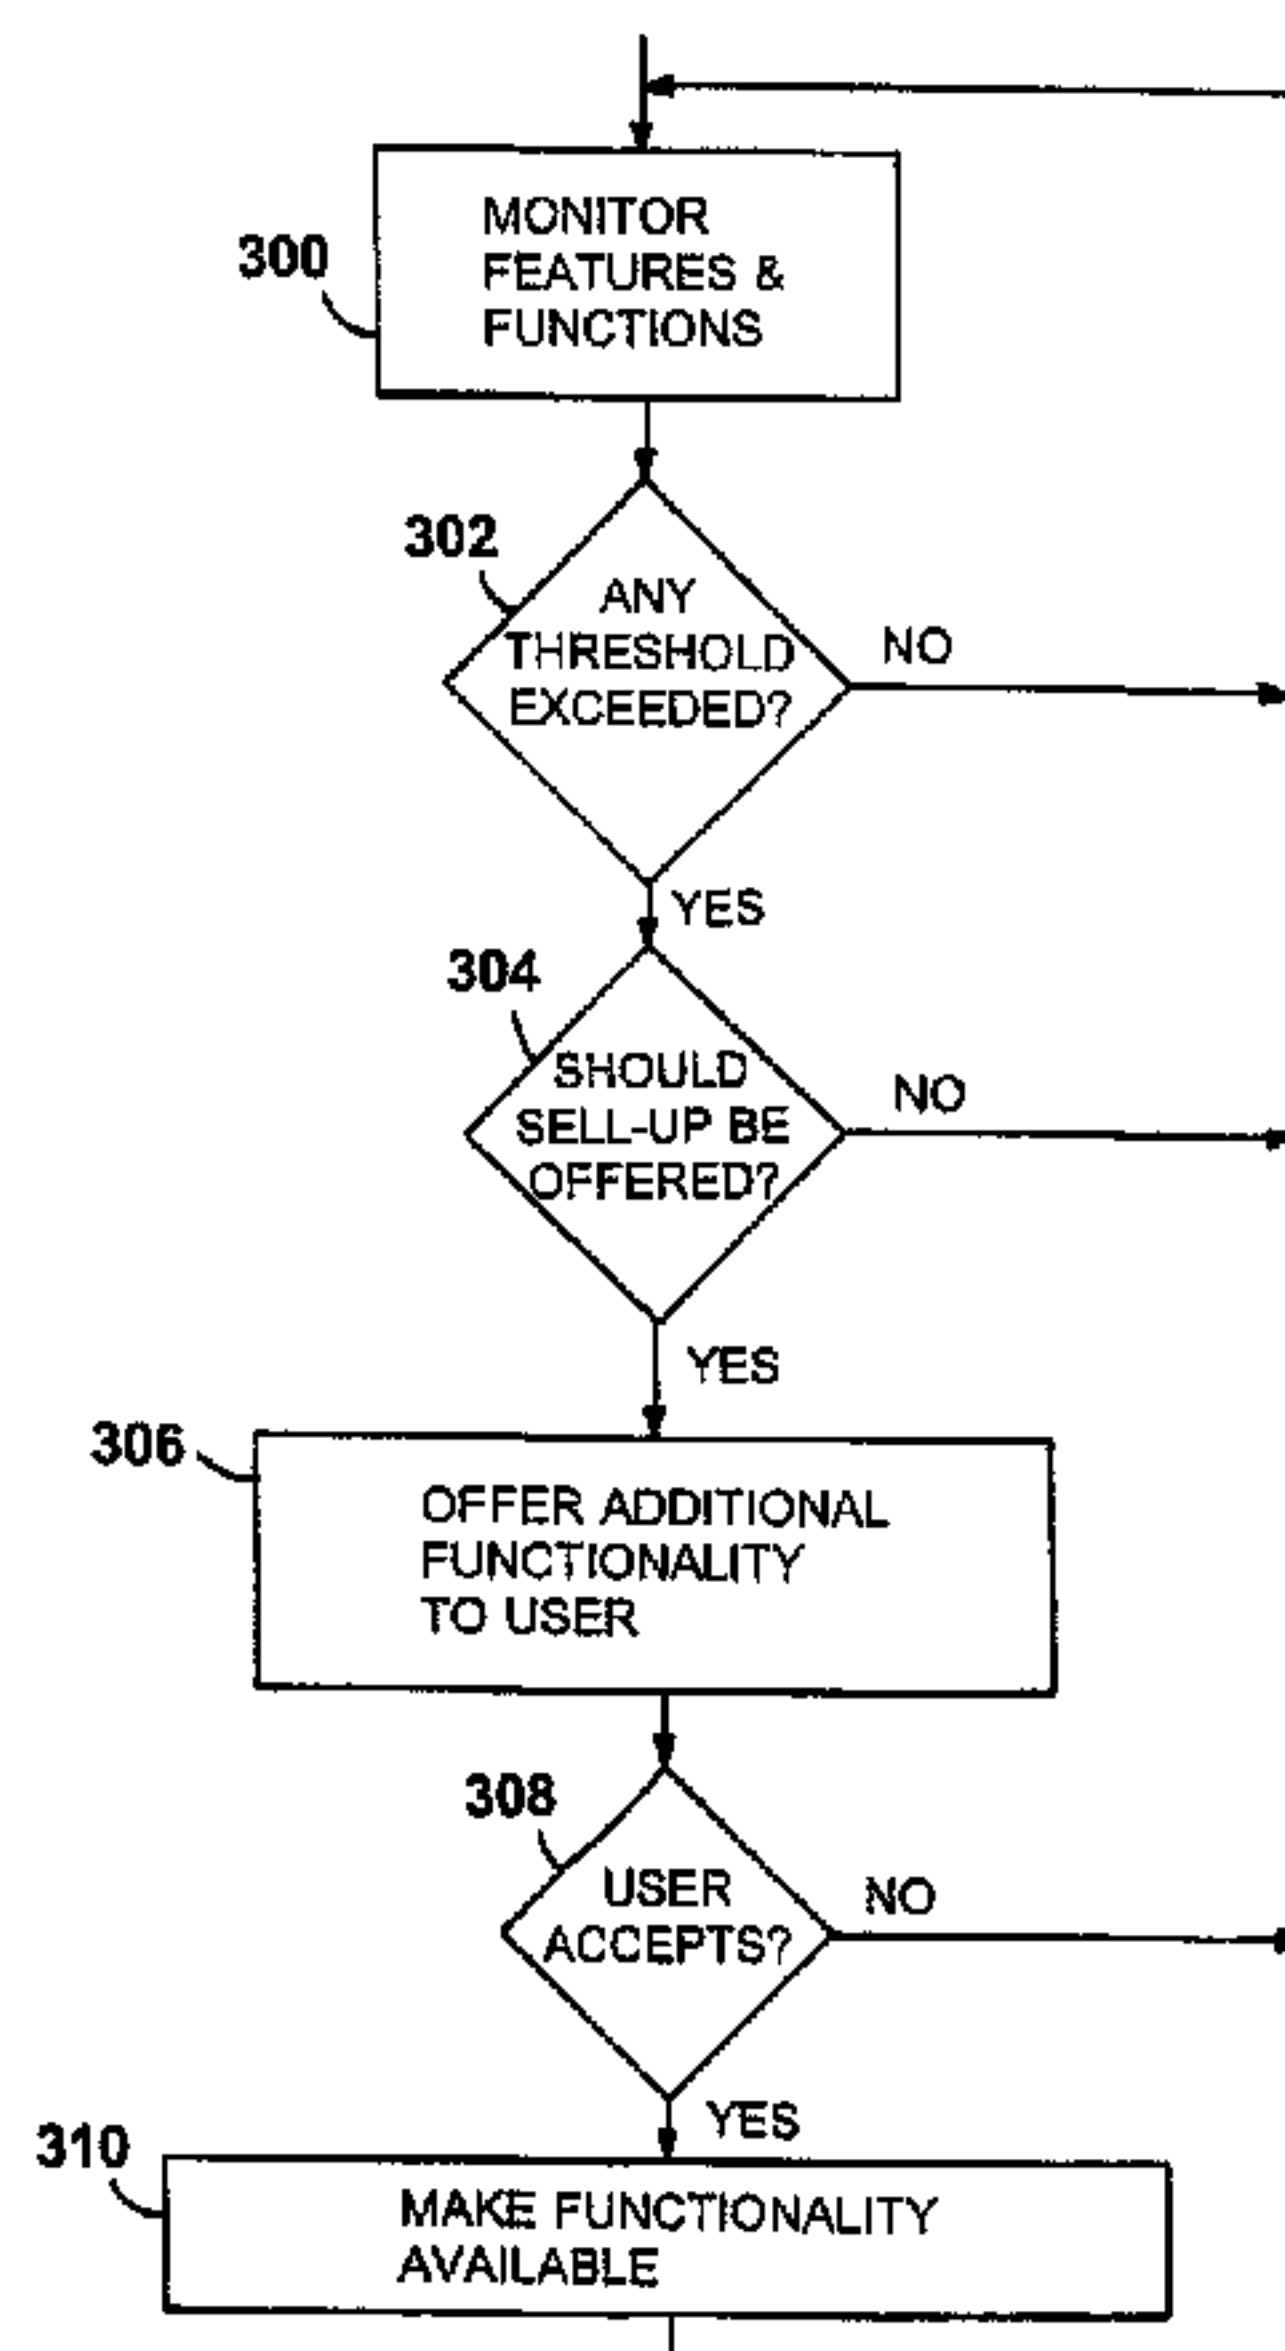 300
MONITOR
FEATURES &
FUNCTIONS
302
ANY
THRESHOLD
EXCEEDED?
NO
YES
304
SHOULD
SELL-UP BE
OFFERED?
NO
YES
306
OFFER ADDITIONAL
FUNCTIONALITY
TO USER
308
USER
ACCEPTS?
NO
YES
310
MAKE FUNCTIONALITY
AVAILABLE